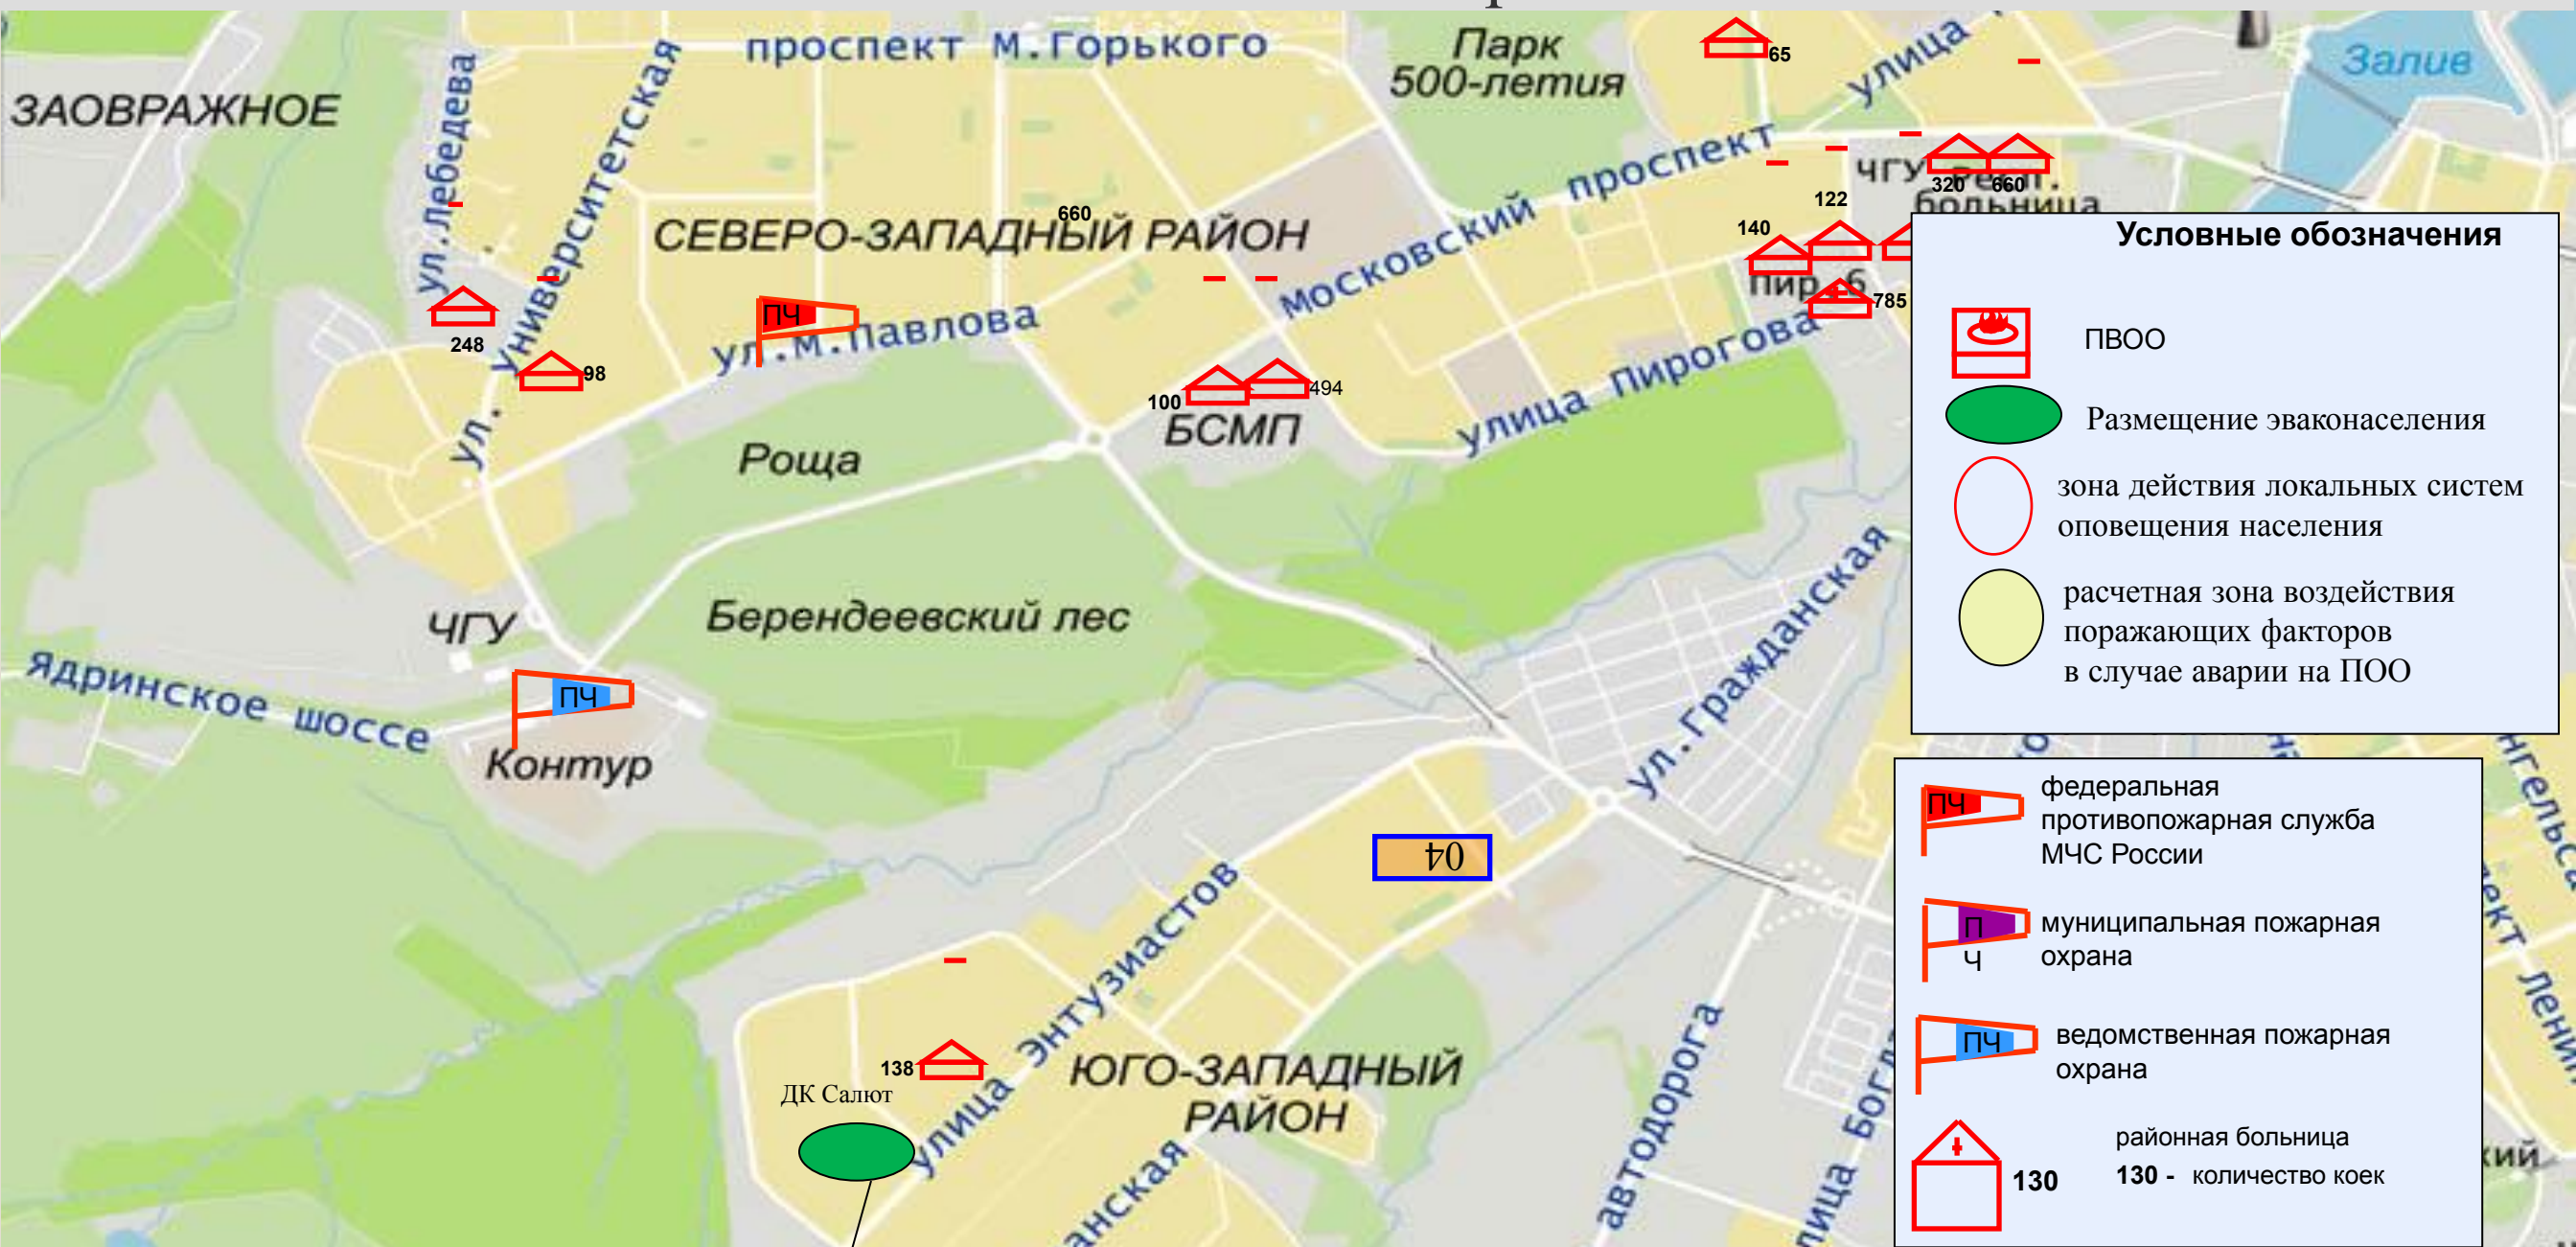 проспект М.Горького
Парк
500-летия
65
улица
Залив
ЗАОВРАЖНОЕ
ул.Лебедева
ул. Университетская
СЕВЕРО-ЗАПАДНЫЙ РАЙОН
660
Московский проспект
ЧГУ
320
660
больница
122
140
785
улица Пирогова
248
98
ПЧ
ул.М.Павлова
100
494
БСМП
Роща
Берендеевский лес
ЧГУ
Ядринское шоссе
ПЧ
Контур
ул.Гражданская
04
улица Энтузиастов
138
ДК Салют
ЮГО-ЗАПАДНЫЙ
РАЙОН
автодорога
Условные обозначения
ПВОО
Размещение эваконаселения
зона действия локальных систем
оповещения населения
расчетная зона воздействия
поражающих факторов
в случае аварии на ПОО
ПЧ
федеральная
противопожарная служба
МЧС России
П
Ч
муниципальная пожарная
охрана
ПЧ
ведомственная пожарная
охрана
130
районная больница
130 - количество коек